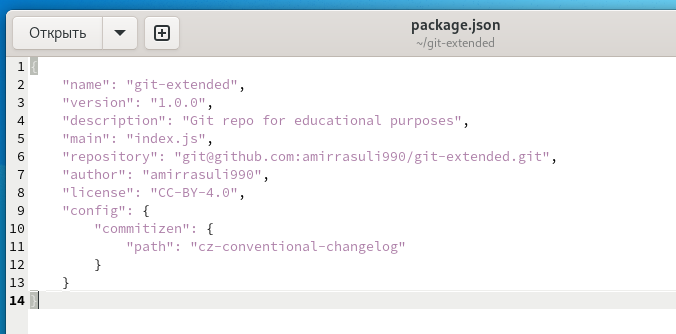 Открыть
package.json
~/git-extended
1 {
2     "name": "git-extended",
3     "version": "1.0.0",
4     "description": "Git repo for educational purposes",
5     "main": "index.js",
6     "repository": "git@github.com:amirrasuli990/git-extended.git",
7     "author": "amirrasuli990",
8     "license": "CC-BY-4.0",
9     "config": {
10         "commitizen": {
11             "path": "cz-conventional-changelog"
12         }
13     }
14 }